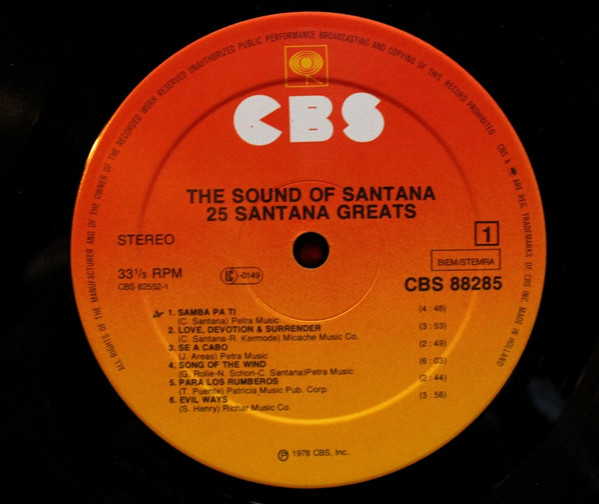 ALL RIGHTS OF THE MANUFACTURER AND OF THE OWNER OF THE RECORDED WORK RESERVED UNAUTHORIZED PUBLIC PERFORMANCE BROADCASTING AND COPYING OF THIS RECORD PROHIBITED
CBS & ARE REG. TRADEMARKS OF CBS INC. MADE IN HOLLAND
CBS
THE SOUND OF SANTANA
25 SANTANA GREATS
STEREO
1
BIEM/STEMRA
33⅓ RPM
LC-0149
CBS 88285
CBS 82552-1
1. SAMBA PA TI (4:46)
(C. Santana) Petra Music
2. LOVE, DEVOTION & SURRENDER (3:53)
(C. Santana-R. Kermode) Micache Music Co.
3. SE A CABO (2:49)
(J. Areas) Petra Music
4. SONG OF THE WIND (6:03)
(G. Rolie-N. Schon-C. Santana)Petra Music
5. PARA LOS RUMBEROS (2:44)
(T. Puente) Patricia Music Pub. Corp.
6. EVIL WAYS (3:56)
(S. Henry) Richar Music Co.
℗ 1978 CBS, Inc.